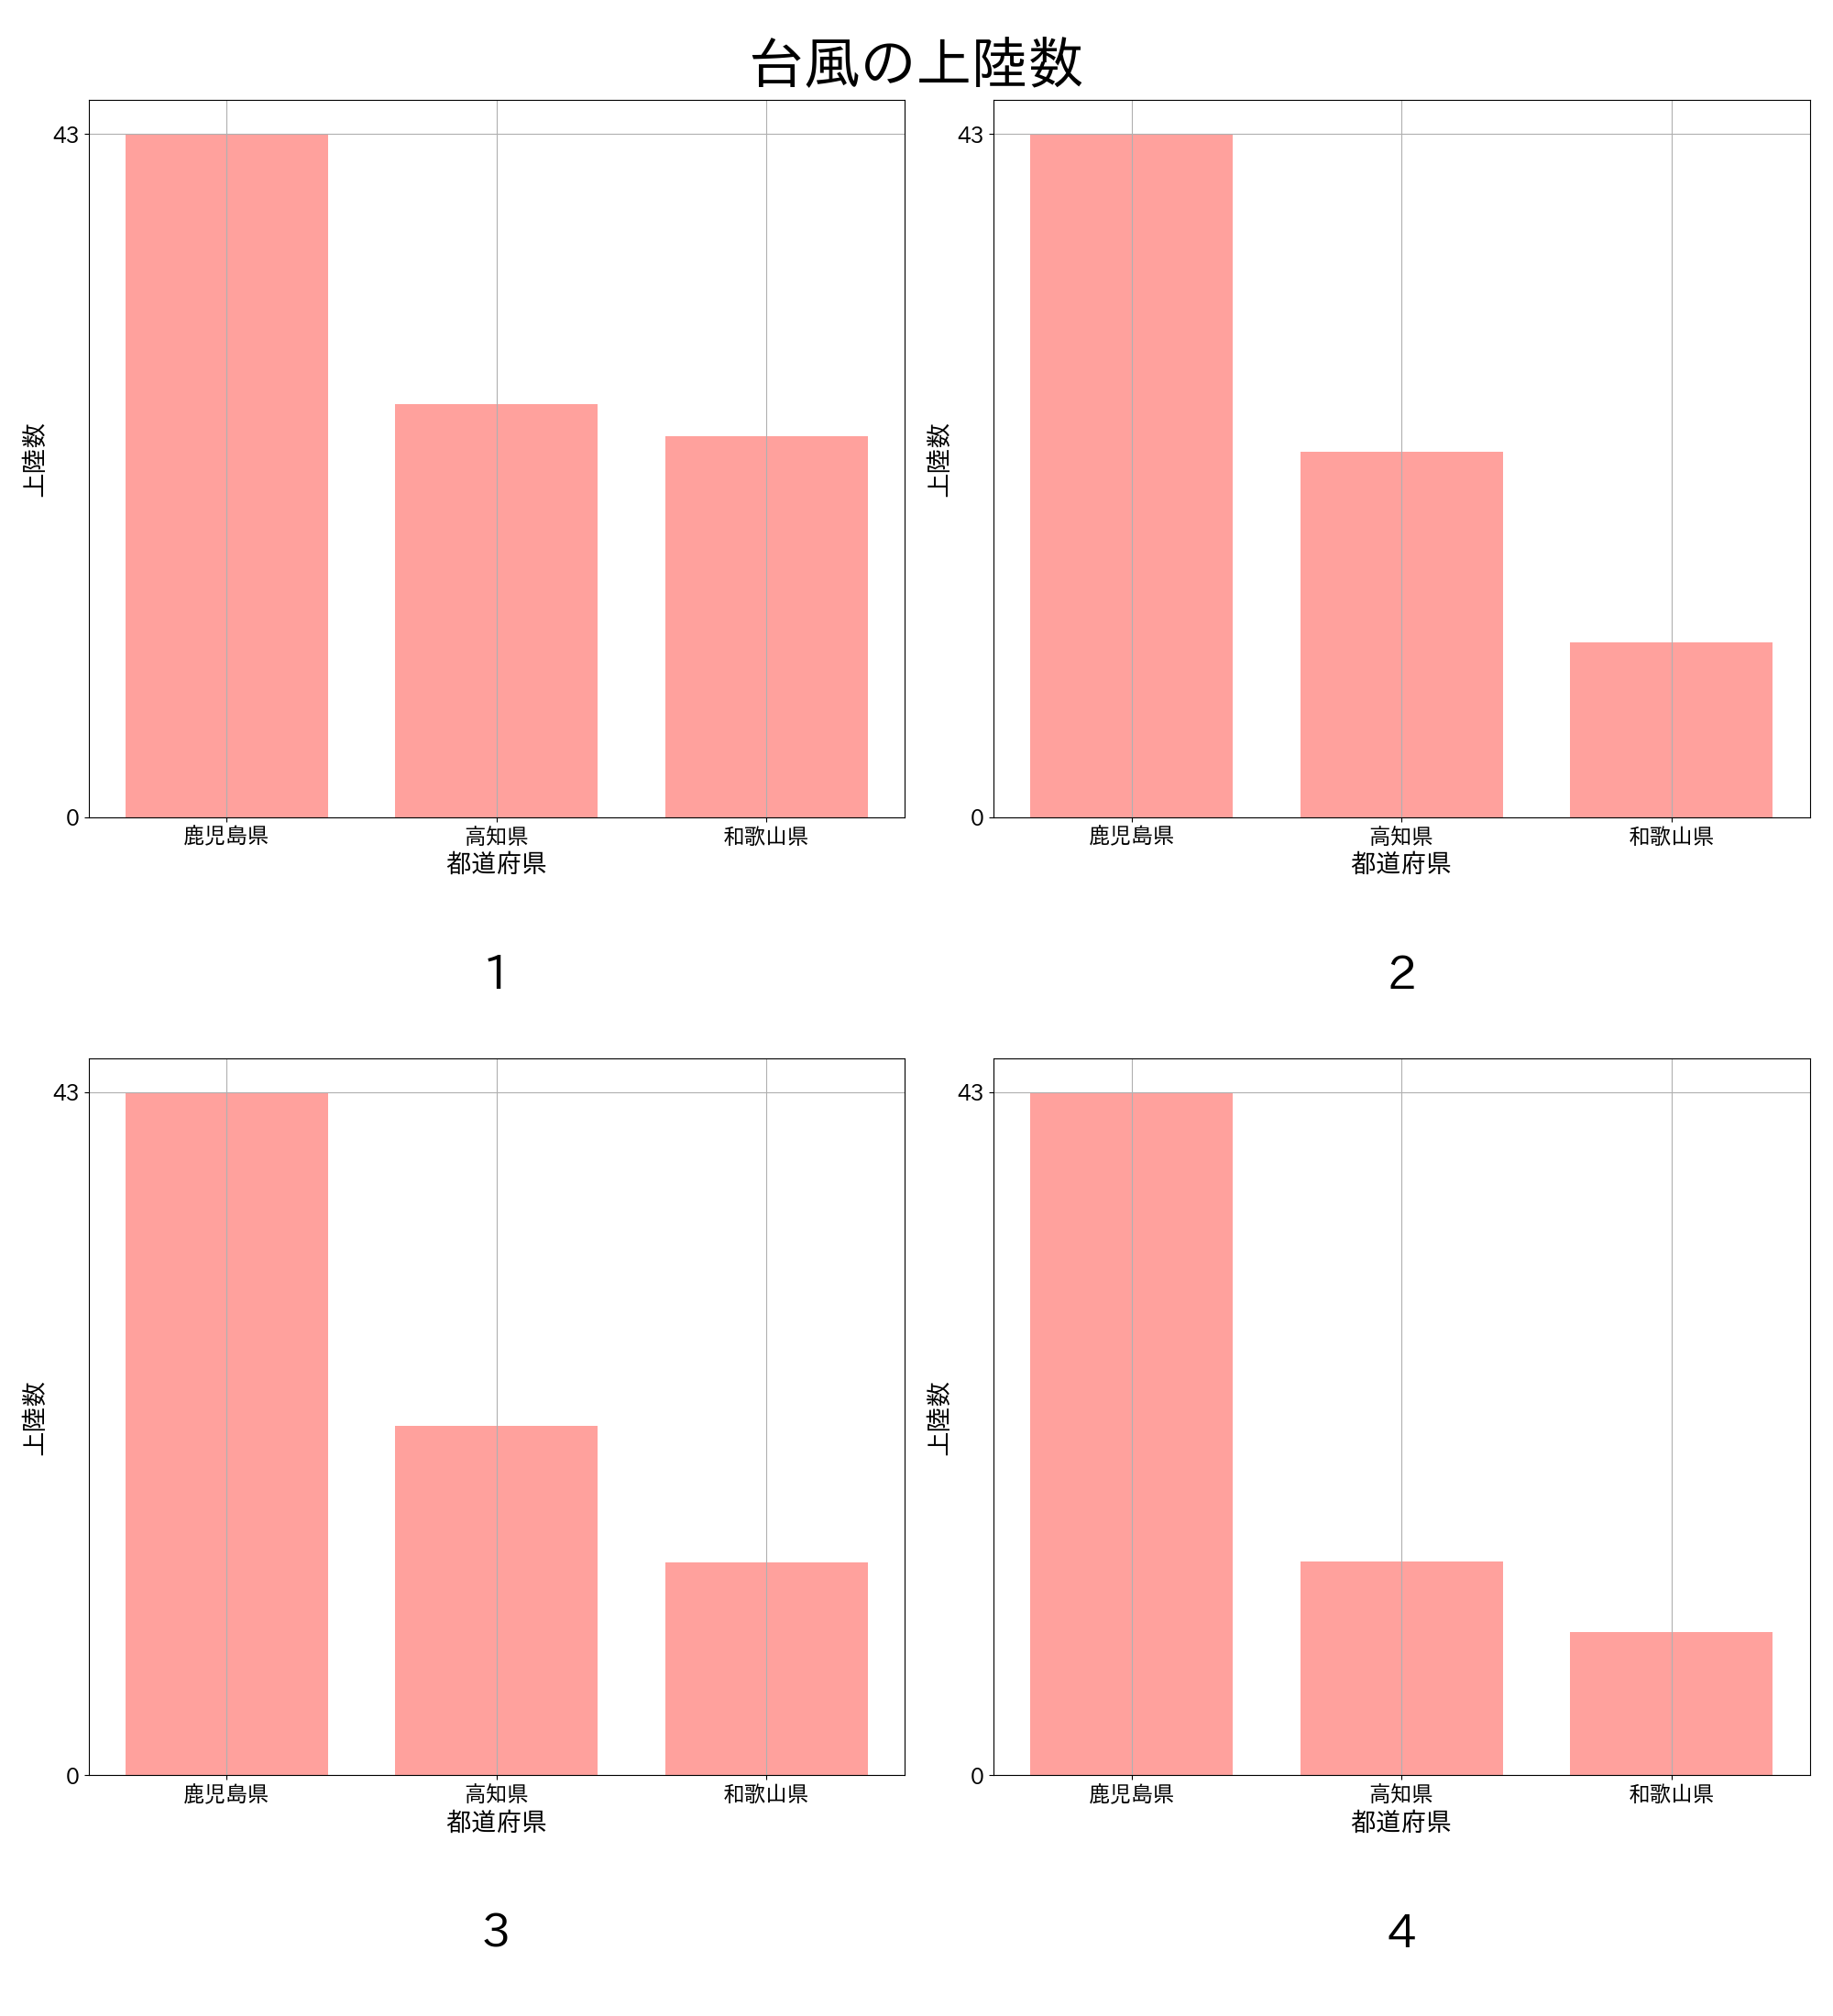 台風の上陸数
43
0
上陸数
鹿児島県 高知県 和歌山県
都道府県
1
43
0
上陸数
鹿児島県 高知県 和歌山県
都道府県
2
43
0
上陸数
鹿児島県 高知県 和歌山県
都道府県
3
43
0
上陸数
鹿児島県 高知県 和歌山県
都道府県
4